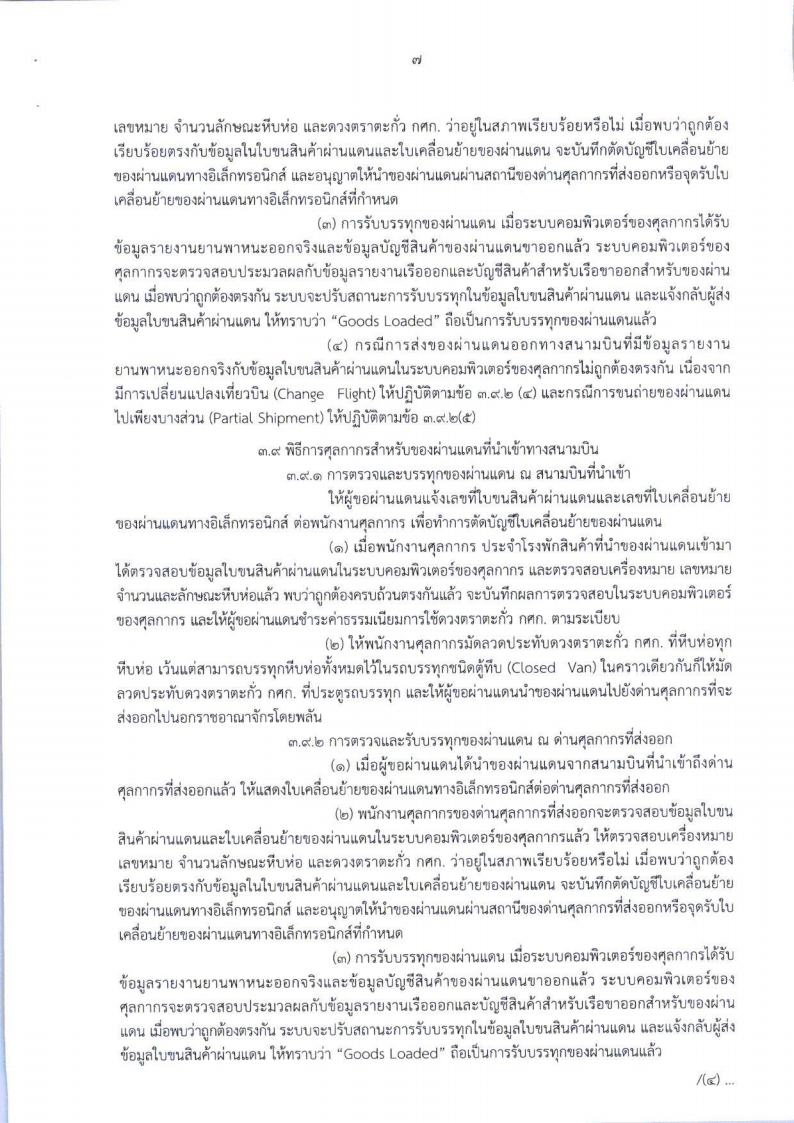 ๗
เลขหมาย จำนวนลักษณะหีบห่อ และดวงตราตะกั่ว กศก. ว่าอยู่ในสภาพเรียบร้อยหรือไม่ เมื่อพบว่าถูกต้อง
เรียบร้อยตรงกับข้อมูลในใบขนสินค้าผ่านแดนและใบเคลื่อนย้ายของผ่านแดน จะบันทึกตัดบัญชีใบเคลื่อนย้าย
ของผ่านแดนทางอิเล็กทรอนิกส์ และอนุญาตให้นำของผ่านแดนผ่านสถานีของด่านศุลกากรที่ส่งออกหรือจุดรับใบ
เคลื่อนย้ายของผ่านแดนทางอิเล็กทรอนิกส์ที่กำหนด
(๓) การรับบรรทุกของผ่านแดน เมื่อระบบคอมพิวเตอร์ของศุลกากรได้รับ
ข้อมูลรายงานยานพาหนะออกจริงและข้อมูลบัญชีสินค้าของผ่านแดนขาออกแล้ว ระบบคอมพิวเตอร์ของ
ศุลกากรจะตรวจสอบประมวลผลกับข้อมูลรายงานเรือออกและบัญชีสินค้าสำหรับเรือขาออกสำหรับของผ่าน
แดน เมื่อพบว่าถูกต้องตรงกัน ระบบจะปรับสถานะการรับบรรทุกในข้อมูลใบขนสินค้าผ่านแดน และแจ้งกลับผู้ส่ง
ข้อมูลใบขนสินค้าผ่านแดน ให้ทราบว่า “Goods Loaded” ถือเป็นการรับบรรทุกของผ่านแดนแล้ว
(๔) กรณีการส่งของผ่านแดนออกทางสนามบินที่มีข้อมูลรายงาน
ยานพาหนะออกจริงกับข้อมูลใบขนสินค้าผ่านแดนในระบบคอมพิวเตอร์ของศุลกากรไม่ถูกต้องตรงกัน เนื่องจาก
มีการเปลี่ยนแปลงเที่ยวบิน (Change Flight) ให้ปฏิบัติตามข้อ ๓.๙.๒ (๔) และกรณีการขนถ่ายของผ่านแดน
ไปเพียงบางส่วน (Partial Shipment) ให้ปฏิบัติตามข้อ ๓.๙.๒(๕)
๓.๙ พิธีการศุลกากรสำหรับของผ่านแดนที่นำเข้าทางสนามบิน
๓.๙.๑ การตรวจและบรรทุกของผ่านแดน ณ สนามบินที่นำเข้า
ให้ผู้ขอผ่านแดนแจ้งเลขที่ใบขนสินค้าผ่านแดนและเลขที่ใบเคลื่อนย้าย
ของผ่านแดนทางอิเล็กทรอนิกส์ ต่อพนักงานศุลกากร เพื่อทำการตัดบัญชีใบเคลื่อนย้ายของผ่านแดน
(๑) เมื่อพนักงานศุลกากร ประจำโรงพักสินค้าที่นำของผ่านแดนเข้ามา
ได้ตรวจสอบข้อมูลใบขนสินค้าผ่านแดนในระบบคอมพิวเตอร์ของศุลกากร และตรวจสอบเครื่องหมาย เลขหมาย
จำนวนและลักษณะหีบห่อแล้ว พบว่าถูกต้องครบถ้วนตรงกันแล้ว จะบันทึกผลการตรวจสอบในระบบคอมพิวเตอร์
ของศุลกากร และให้ผู้ขอผ่านแดนชำระค่าธรรมเนียมการใช้ดวงตราตะกั่ว กศก. ตามระเบียบ
(๒) ให้พนักงานศุลกากรมัดลวดประทับดวงตราตะกั่ว กศก. ที่หีบห่อทุก
หีบห่อ เว้นแต่สามารถบรรทุกหีบห่อทั้งหมดไว้ในรถบรรทุกชนิดตู้ทึบ (Closed Van) ในคราวเดียวกันก็ให้มัด
ลวดประทับดวงตราตะกั่ว กศก. ที่ประตูรถบรรทุก และให้ผู้ขอผ่านแดนนำของผ่านแดนไปยังด่านศุลกากรที่จะ
ส่งออกไปนอกราชอาณาจักรโดยพลัน
๓.๙.๒ การตรวจและรับบรรทุกของผ่านแดน ณ ด่านศุลกากรที่ส่งออก
(๑) เมื่อผู้ขอผ่านแดนได้นำของผ่านแดนจากสนามบินที่นำเข้าถึงด่าน
ศุลกากรที่ส่งออกแล้ว ให้แสดงใบเคลื่อนย้ายของผ่านแดนทางอิเล็กทรอนิกส์ต่อด่านศุลกากรที่ส่งออก
(๒) พนักงานศุลกากรของด่านศุลกากรที่ส่งออกจะตรวจสอบข้อมูลใบขน
สินค้าผ่านแดนและใบเคลื่อนย้ายของผ่านแดนในระบบคอมพิวเตอร์ของศุลกากรแล้ว ให้ตรวจสอบเครื่องหมาย
เลขหมาย จำนวนลักษณะหีบห่อ และดวงตราตะกั่ว กศก. ว่าอยู่ในสภาพเรียบร้อยหรือไม่ เมื่อพบว่าถูกต้อง
เรียบร้อยตรงกับข้อมูลในใบขนสินค้าผ่านแดนและใบเคลื่อนย้ายของผ่านแดน จะบันทึกตัดบัญชีใบเคลื่อนย้าย
ของผ่านแดนทางอิเล็กทรอนิกส์ และอนุญาตให้นำของผ่านแดนผ่านสถานีของด่านศุลกากรที่ส่งออกหรือจุดรับใบ
เคลื่อนย้ายของผ่านแดนทางอิเล็กทรอนิกส์ที่กำหนด
(๓) การรับบรรทุกของผ่านแดน เมื่อระบบคอมพิวเตอร์ของศุลกากรได้รับ
ข้อมูลรายงานยานพาหนะออกจริงและข้อมูลบัญชีสินค้าของผ่านแดนขาออกแล้ว ระบบคอมพิวเตอร์ของ
ศุลกากรจะตรวจสอบประมวลผลกับข้อมูลรายงานเรือออกและบัญชีสินค้าสำหรับเรือขาออกสำหรับของผ่าน
แดน เมื่อพบว่าถูกต้องตรงกัน ระบบจะปรับสถานะการรับบรรทุกในข้อมูลใบขนสินค้าผ่านแดน และแจ้งกลับผู้ส่ง
ข้อมูลใบขนสินค้าผ่านแดน ให้ทราบว่า “Goods Loaded” ถือเป็นการรับบรรทุกของผ่านแดนแล้ว
/(๔) ...